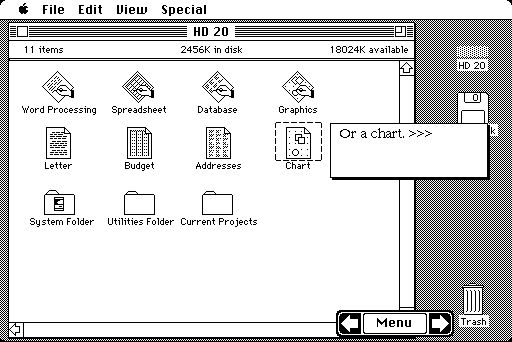 File Edit View Special
HD 20
11 items 2456K in disk 18024K available
HD 20
Word Processing Spreadsheet Database Graphics
Or a chart. >>>
Letter Budget Addresses Chart
System Folder Utilities Folder Current Projects
Menu
Trash